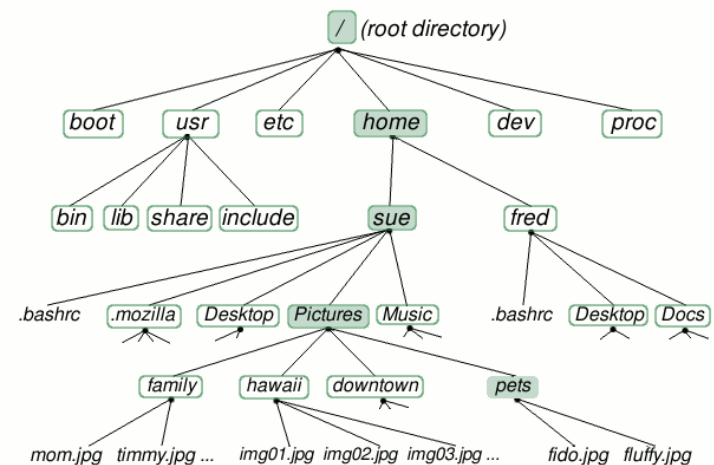 / (root directory)
boot usr etc home dev proc
bin lib share include sue fred
.bashrc .mozilla Desktop Pictures Music .bashrc Desktop Docs
family hawaii downtown pets
mom.jpg timmy.jpg ... img01.jpg img02.jpg img03.jpg ... fido.jpg fluffy.jpg